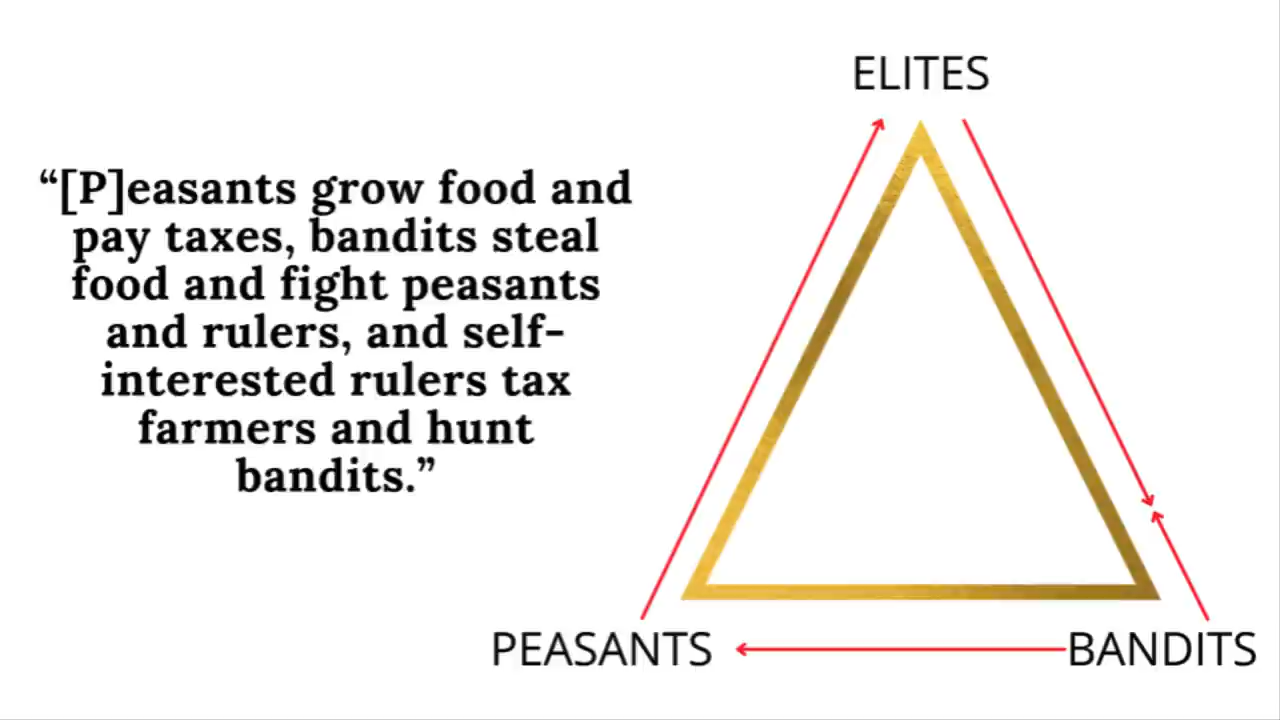 ELITES
“[P]easants grow food and
pay taxes, bandits steal
food and fight peasants
and rulers, and self-
interested rulers tax
farmers and hunt
bandits.”
PEASANTS
BANDITS